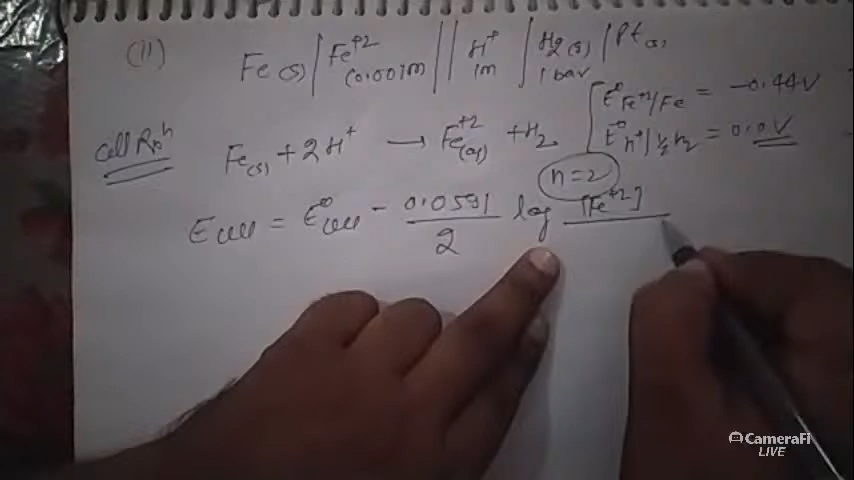 (11) Fe(s) | Fe+2 (0.001m) || H+ 1m | H2(s) 1 bar | Pt(s)
E° Fe+2/Fe = -0.44V
Cell Rxn Fe(s) + 2H+ → Fe+2(aq) + H2 E° H+/½H2 = 0.0V
n=2
Ecell = E°cell - 0.0591/2 log [Fe+2]
CameraFi
LIVE